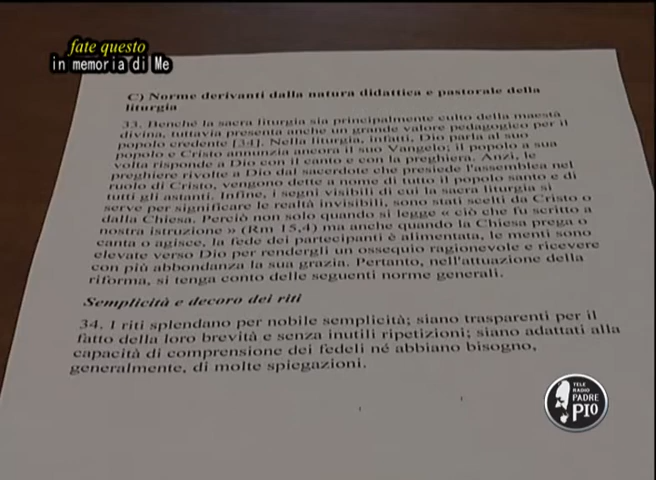 fate questo
in memoria di Me
C) Norme derivanti dalla natura didattica e pastorale della
liturgia
33. Benché la sacra liturgia sia principalmente culto della maestà
divina, tuttavia presenta anche un grande valore pedagogico per il
popolo credente [34]. Nella liturgia, infatti, Dio parla al suo
popolo e Cristo annunzia ancora il suo Vangelo; il popolo a sua
volta risponde a Dio con il canto e con la preghiera. Anzi, le
preghiere rivolte a Dio dal sacerdote che presiede l'assemblea nel
ruolo di Cristo, vengono dette a nome di tutto il popolo santo e di
tutti gli astanti. Infine, i segni visibili di cui la sacra liturgia si
serve per significare le realtà invisibili, sono stati scelti da Cristo o
dalla Chiesa. Perciò non solo quando si legge « ciò che fu scritto a
nostra istruzione » (Rm 15,4) ma anche quando la Chiesa prega o
canta o agisce, la fede dei partecipanti è alimentata, le menti sono
elevate verso Dio per rendergli un ossequio ragionevole e ricevere
con più abbondanza la sua grazia. Pertanto, nell'attuazione della
riforma, si tenga conto delle seguenti norme generali.
Semplicità e decoro dei riti
34. I riti splendano per nobile semplicità; siano trasparenti per il
fatto della loro brevità e senza inutili ripetizioni; siano adattati alla
capacità di comprensione dei fedeli né abbiano bisogno,
generalmente, di molte spiegazioni.
TELE
RADIO
PADRE
PIO